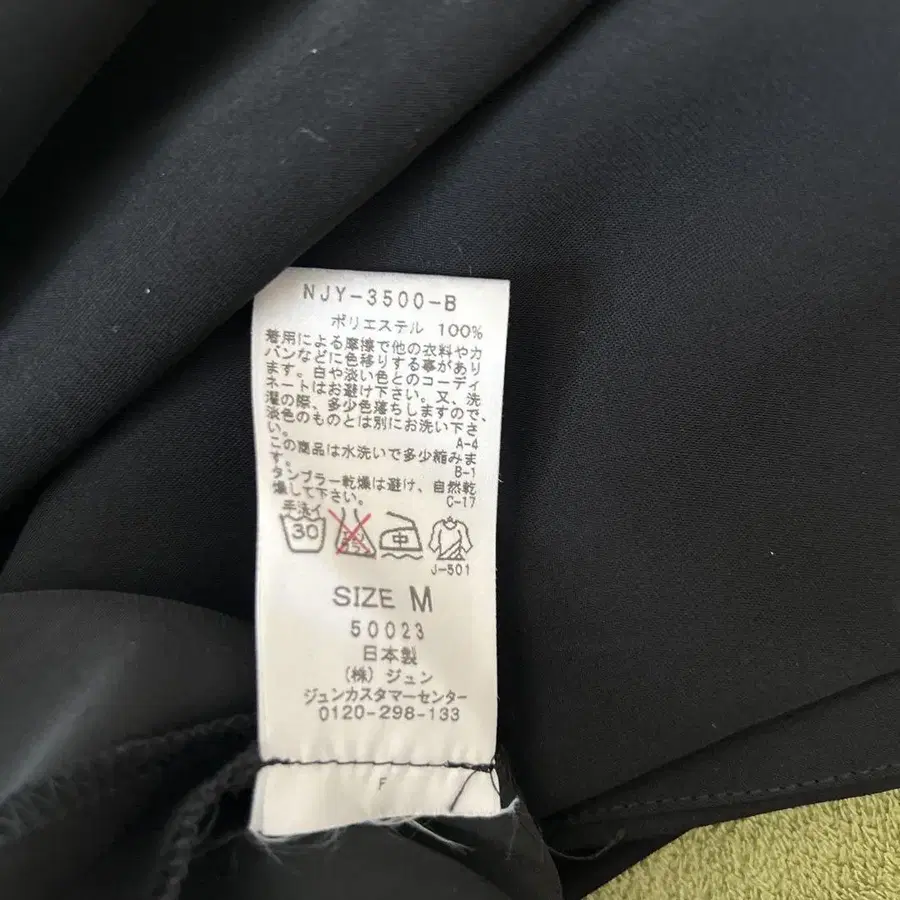 NJY-3500-B
ポリエステル 100%
着用による摩擦で他の衣料やカ
バンなどに色移りする事があり
ます。白や淡い色とのコーディ
ネートはお避け下さい。又、洗
濯の際、多少色落ちしますので、
淡色のものとは別にお洗い下さ
い。
A-4
この商品は水洗いで多少縮みま
す。
B-1
タンブラー乾燥は避け、自然乾
燥して下さい。
C-17
手洗イ
30
エンソ
サラシ
中
J-501
SIZE M
50023
日本製
(株) ジュン
ジュンカスタマーセンター
0120-298-133
F